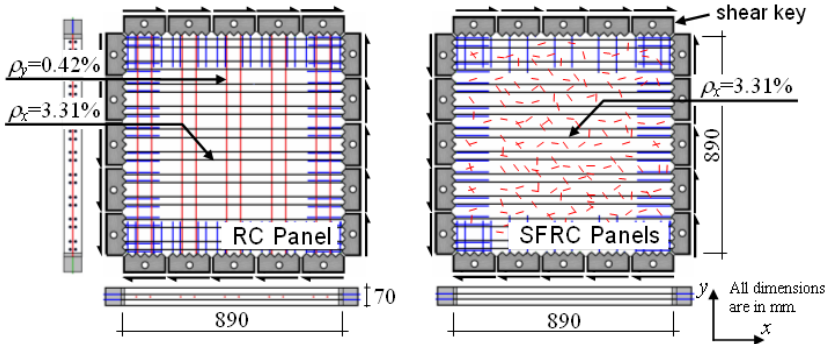 shear key
ρy=0.42%
ρx=3.31%
RC Panel
70
890
ρx=3.31%
890
SFRC Panels
890
y
x
All dimensions
are in mm